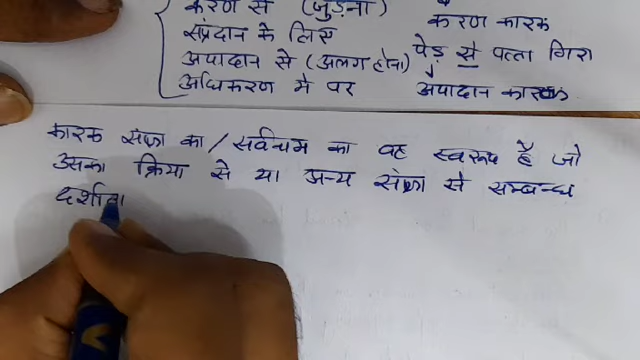 करण से (जुड़ना) करण कारक
संप्रदान के लिए
अपादान से (अलग होना) पेड़ से पत्ता गिरा
अधिकरण मे पर अपादान कारक
कारक संज्ञा का / सर्वनाम का वह स्वरूप है जो
उसका क्रिया से या अन्य संज्ञा से सम्बन्ध
दर्शाता